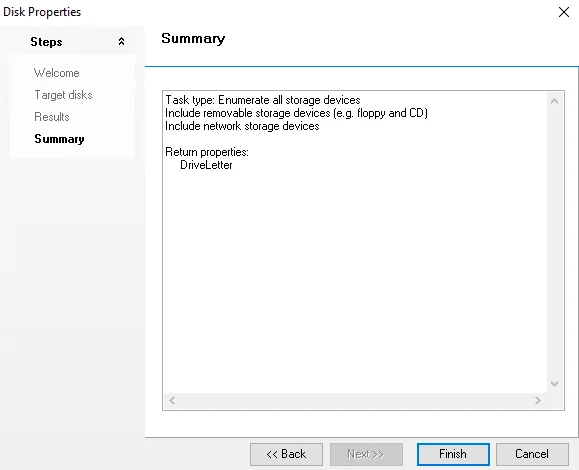 Disk Properties
Steps
Welcome
Target disks
Results
Summary
Summary
Task type: Enumerate all storage devices
Include removable storage devices (e.g. floppy and CD)
Include network storage devices
Return properties:
DriveLetter
<< Back
Next >>
Finish
Cancel